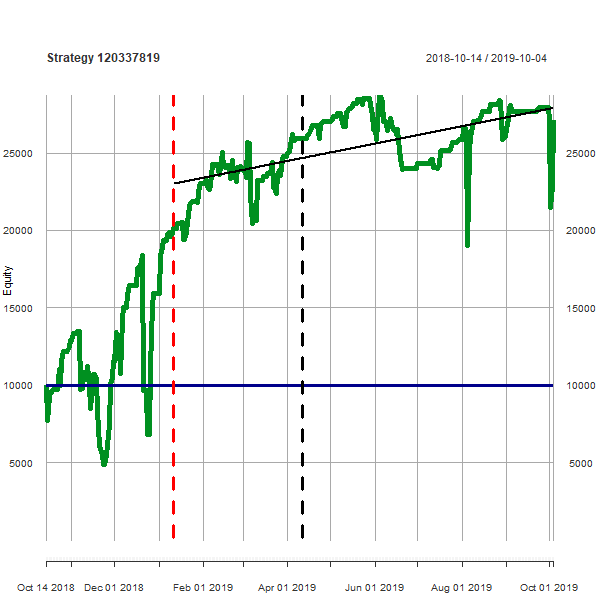 Strategy 120337819
2018-10-14 / 2019-10-04
25000
25000
20000
20000
Equity
15000
15000
10000
10000
5000
5000
Oct 14 2018
Dec 01 2018
Feb 01 2019
Apr 01 2019
Jun 01 2019
Aug 01 2019
Oct 01 2019